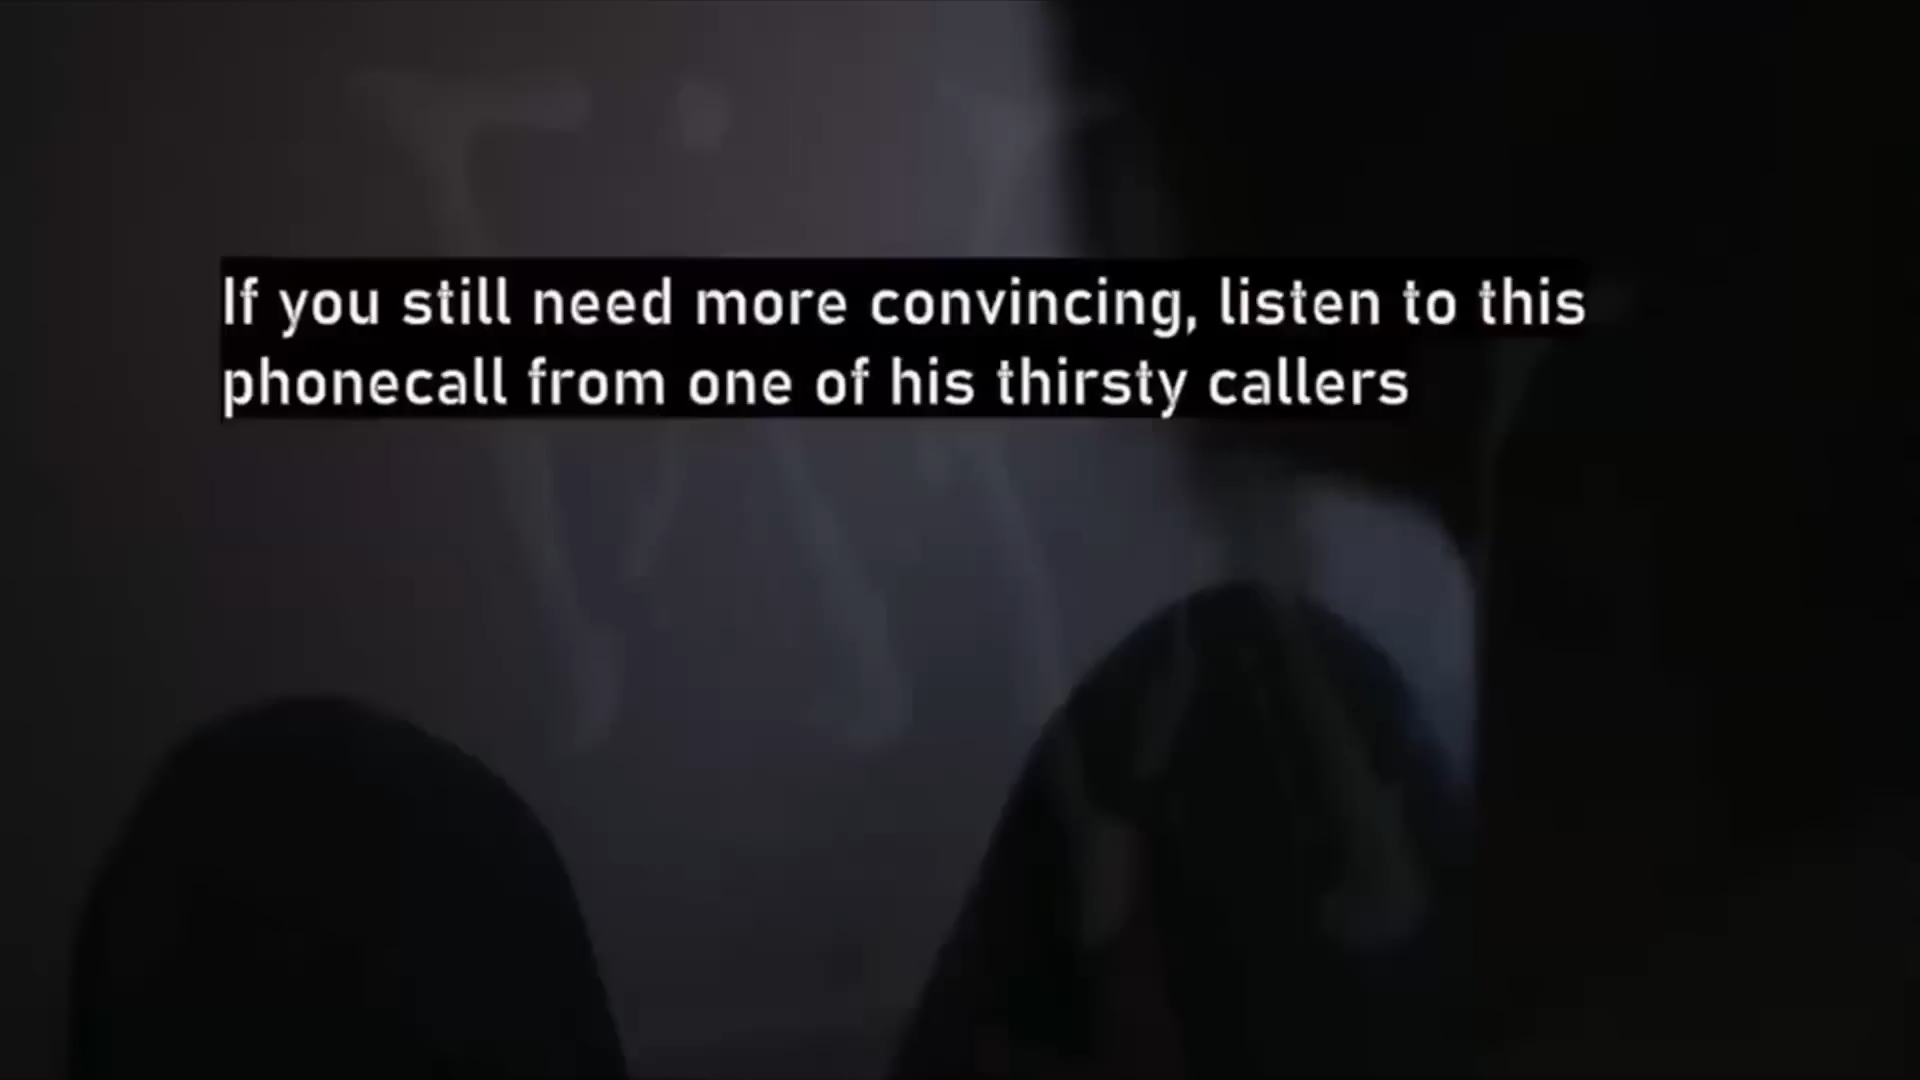 If you still need more convincing, listen to this
phonecall from one of his thirsty callers